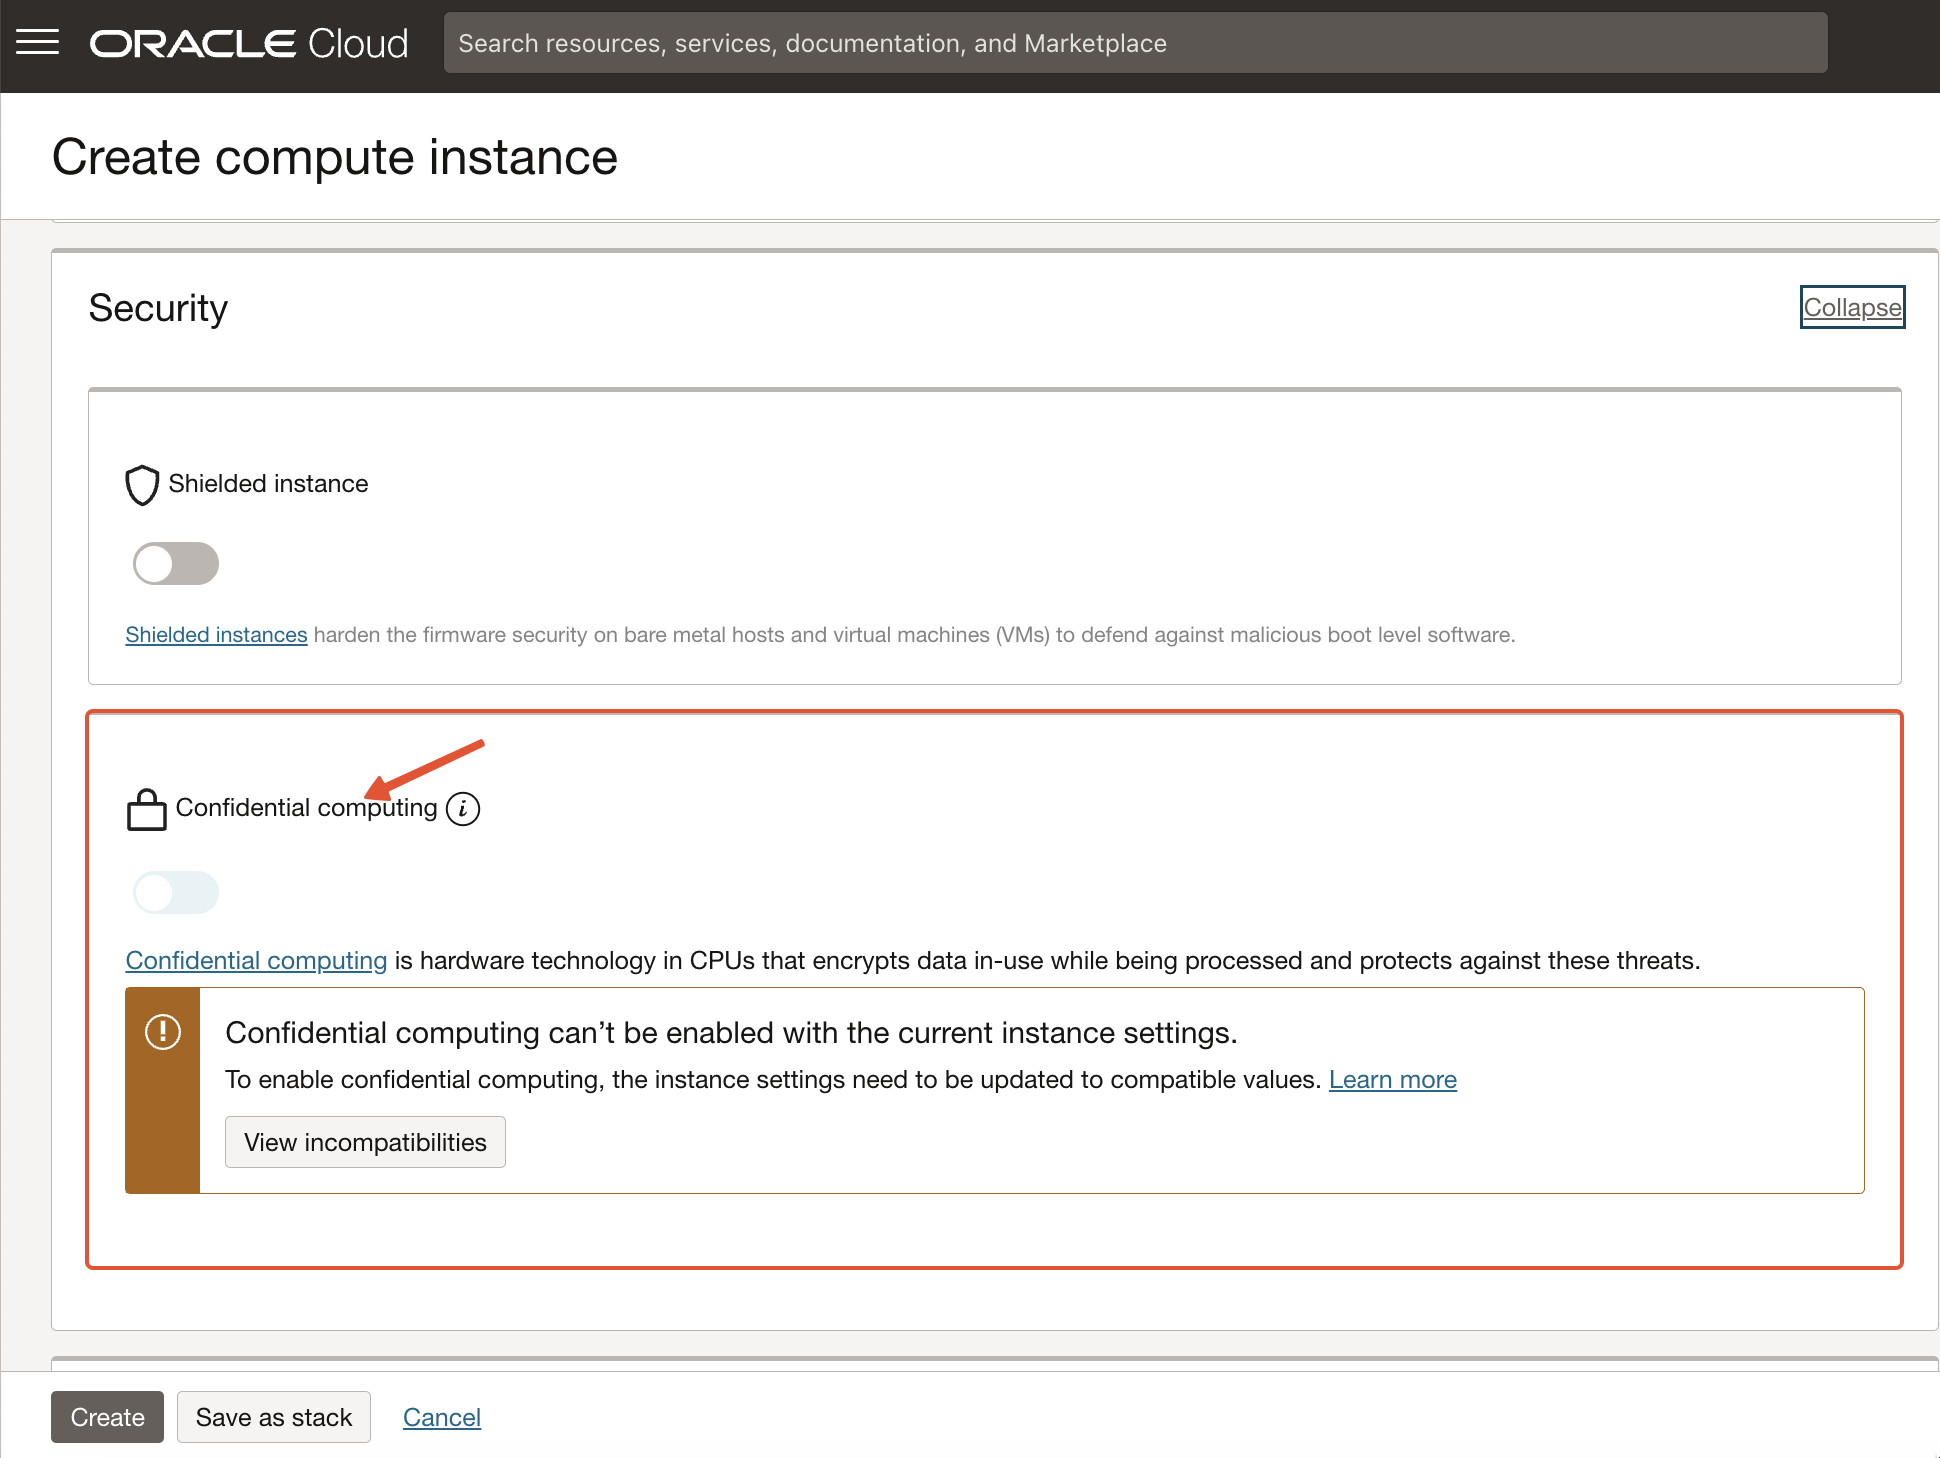 ORACLE Cloud
Search resources, services, documentation, and Marketplace
Create compute instance
Security
Collapse
Shielded instance
Shielded instances harden the firmware security on bare metal hosts and virtual machines (VMs) to defend against malicious boot level software.
Confidential computing i
Confidential computing is hardware technology in CPUs that encrypts data in-use while being processed and protects against these threats.
Confidential computing can’t be enabled with the current instance settings.
To enable confidential computing, the instance settings need to be updated to compatible values. Learn more
View incompatibilities
Create
Save as stack
Cancel